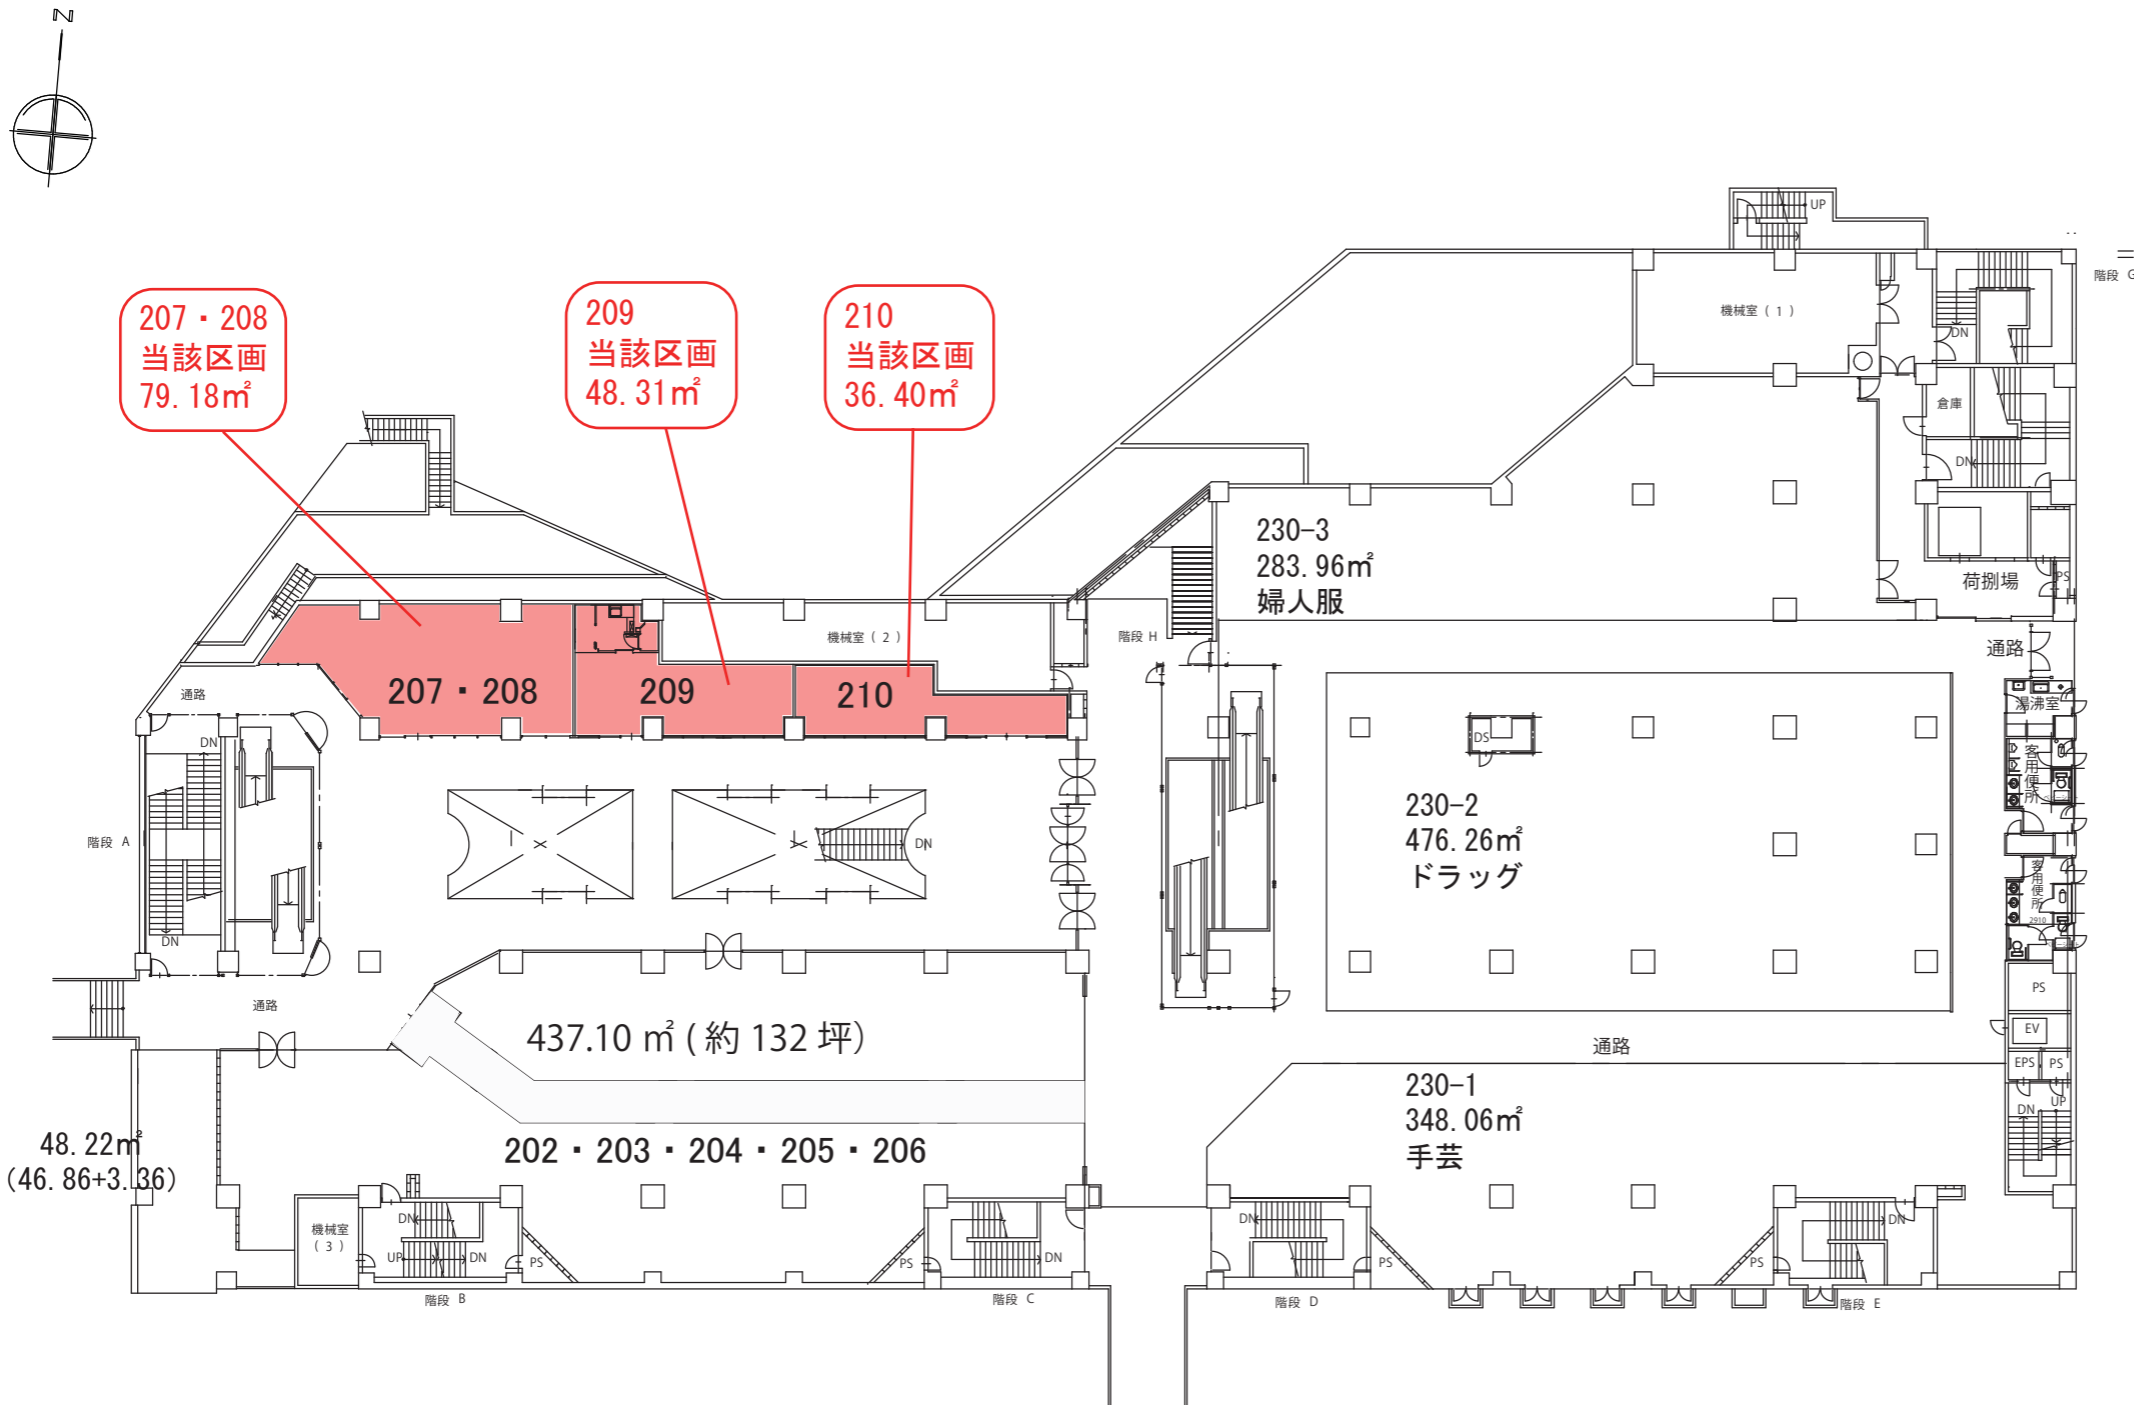 N
UP
階段 G
機械室 ( 1 )
DN
207・208
当該区画
79.18㎡
209
当該区画
48.31㎡
210
当該区画
36.40㎡
倉庫
DN
230-3
283.96㎡
婦人服
荷捌場
PS
機械室 ( 2 )
階段 H
通路
207・208
209
210
通路
湯沸室
DN
DS
客用便所
230-2
476.26㎡
ドラッグ
階段 A
DN
客用便所
2910
DN
PS
通路
437.10 ㎡ ( 約 132 坪）
EV
通路
EPS
PS
230-1
348.06㎡
手芸
DN
UP
48.22㎡
(46.86+3.36)
202・203・204・205・206
機械室
( 3 )
DN
UP
DN
PS
PS
DN
DN
PS
PS
DN
階段 B
階段 C
階段 D
階段 E